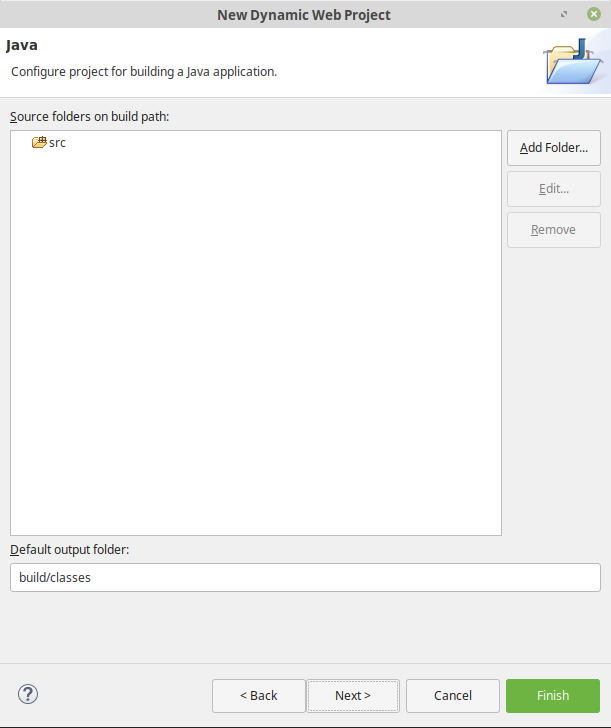 New Dynamic Web Project
Java
Configure project for building a Java application.
Source folders on build path:
src
Add Folder...
Edit...
Remove
Default output folder:
build/classes
?
< Back
Next >
Cancel
Finish